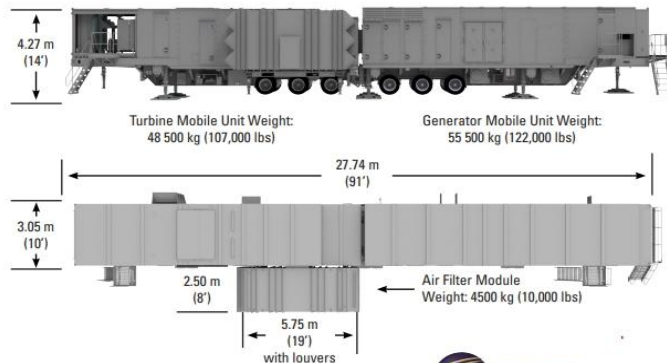 4.27 m
(14')
Turbine Mobile Unit Weight:
48 500 kg (107,000 lbs)
Generator Mobile Unit Weight:
55 500 kg (122,000 lbs)
27.74 m
(91')
3.05 m
(10')
2.50 m
(8')
Air Filter Module
Weight: 4500 kg (10,000 lbs)
5.75 m
(19')
with louvers